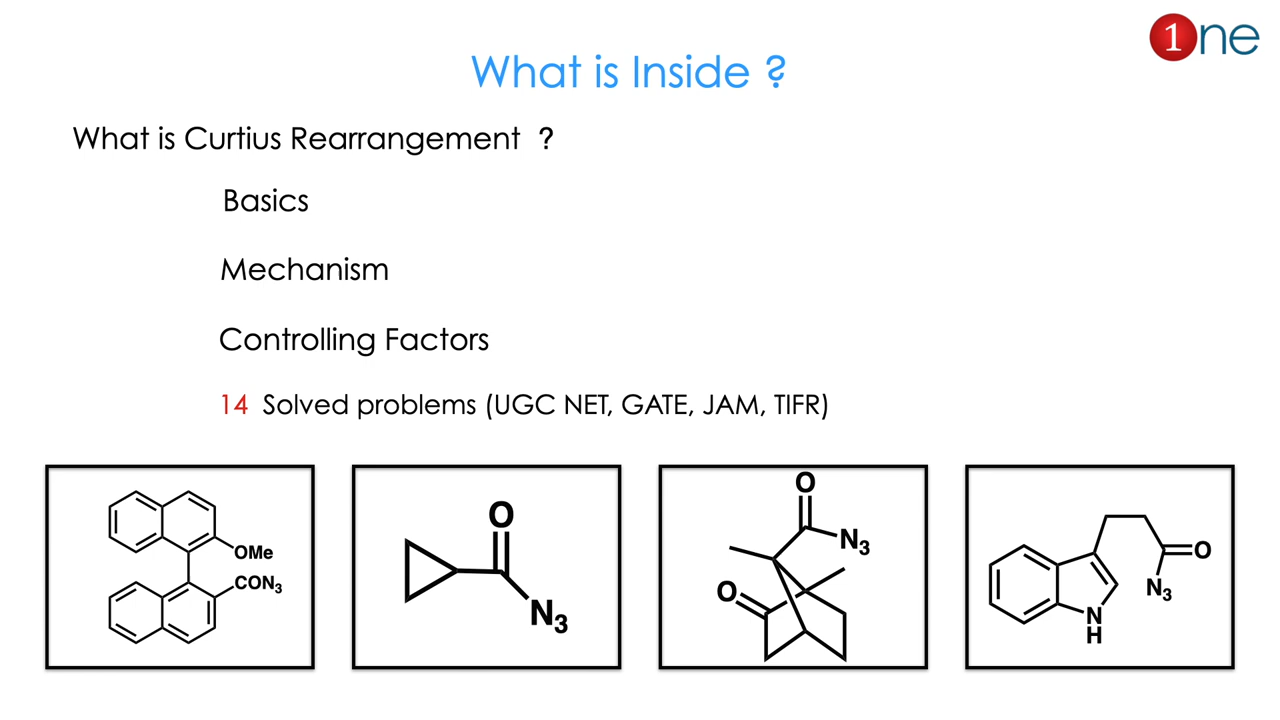 1ne
What is Inside ?
What is Curtius Rearrangement ?
Basics
Mechanism
Controlling Factors
14 Solved problems (UGC NET, GATE, JAM, TIFR)
OMe
CON₃
O
N₃
O
N₃
O
O
N₃
N
H